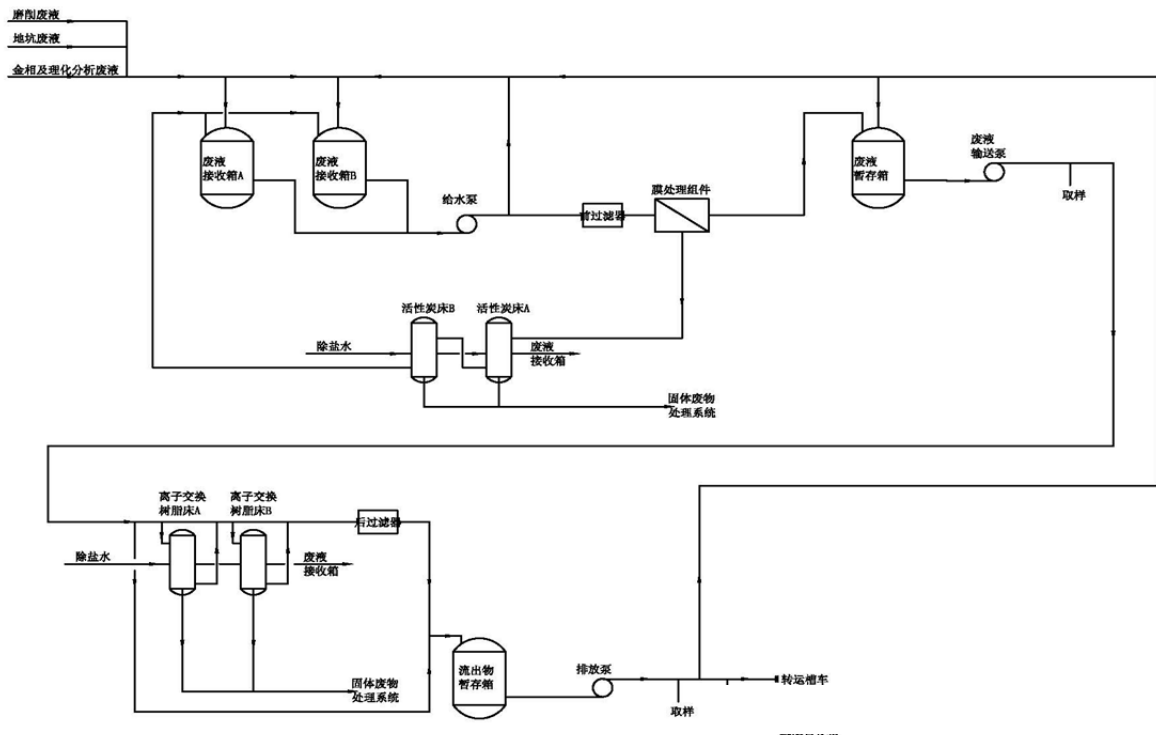 磨削废液
地坑废液
金相及理化分析废液
废液
接收箱A
废液
接收箱B
给水泵
前过滤器
膜处理组件
废液
暂存箱
废液
输送泵
取样
活性炭床B
活性炭床A
除盐水
废液
接收箱
固体废物
处理系统
离子交换
树脂床A
离子交换
树脂床B
后过滤器
除盐水
废液
接收箱
固体废物
处理系统
流出物
暂存箱
排放泵
取样
转运槽车